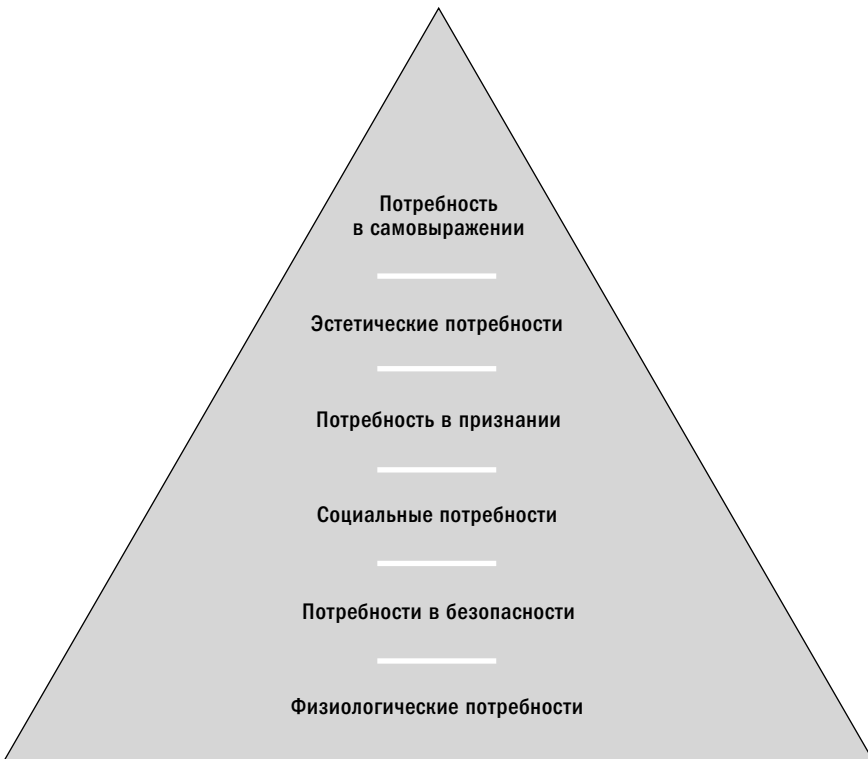 Потребность
в самовыражении
Эстетические потребности
Потребность в признании
Социальные потребности
Потребности в безопасности
Физиологические потребности